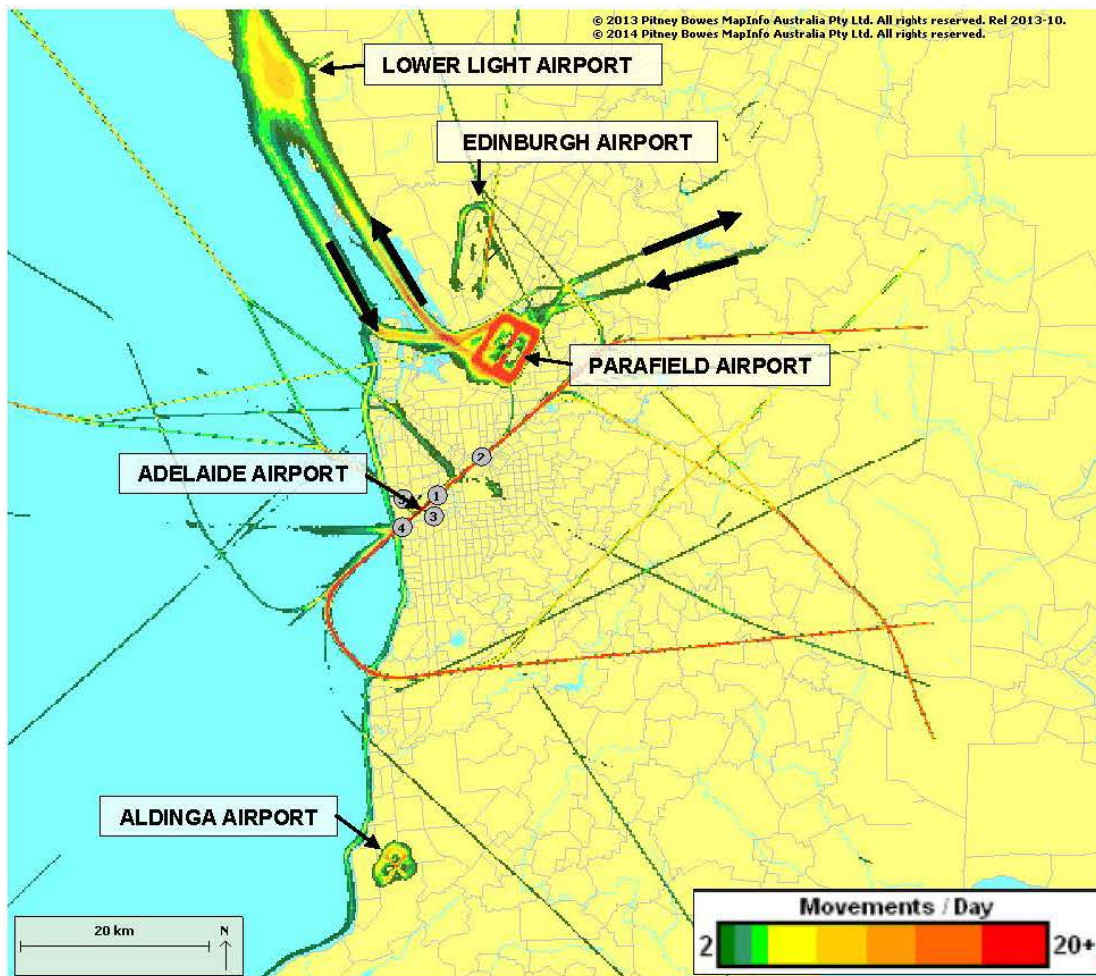 © 2013 Pitney Bowes MapInfo Australia Pty Ltd. All rights reserved. Rel 2013-10.
© 2014 Pitney Bowes MapInfo Australia Pty Ltd. All rights reserved.
LOWER LIGHT AIRPORT
EDINBURGH AIRPORT
PARAFIELD AIRPORT
ADELAIDE AIRPORT
2
1
3
4
ALDINGA AIRPORT
20 km
N
Movements / Day
2
20+